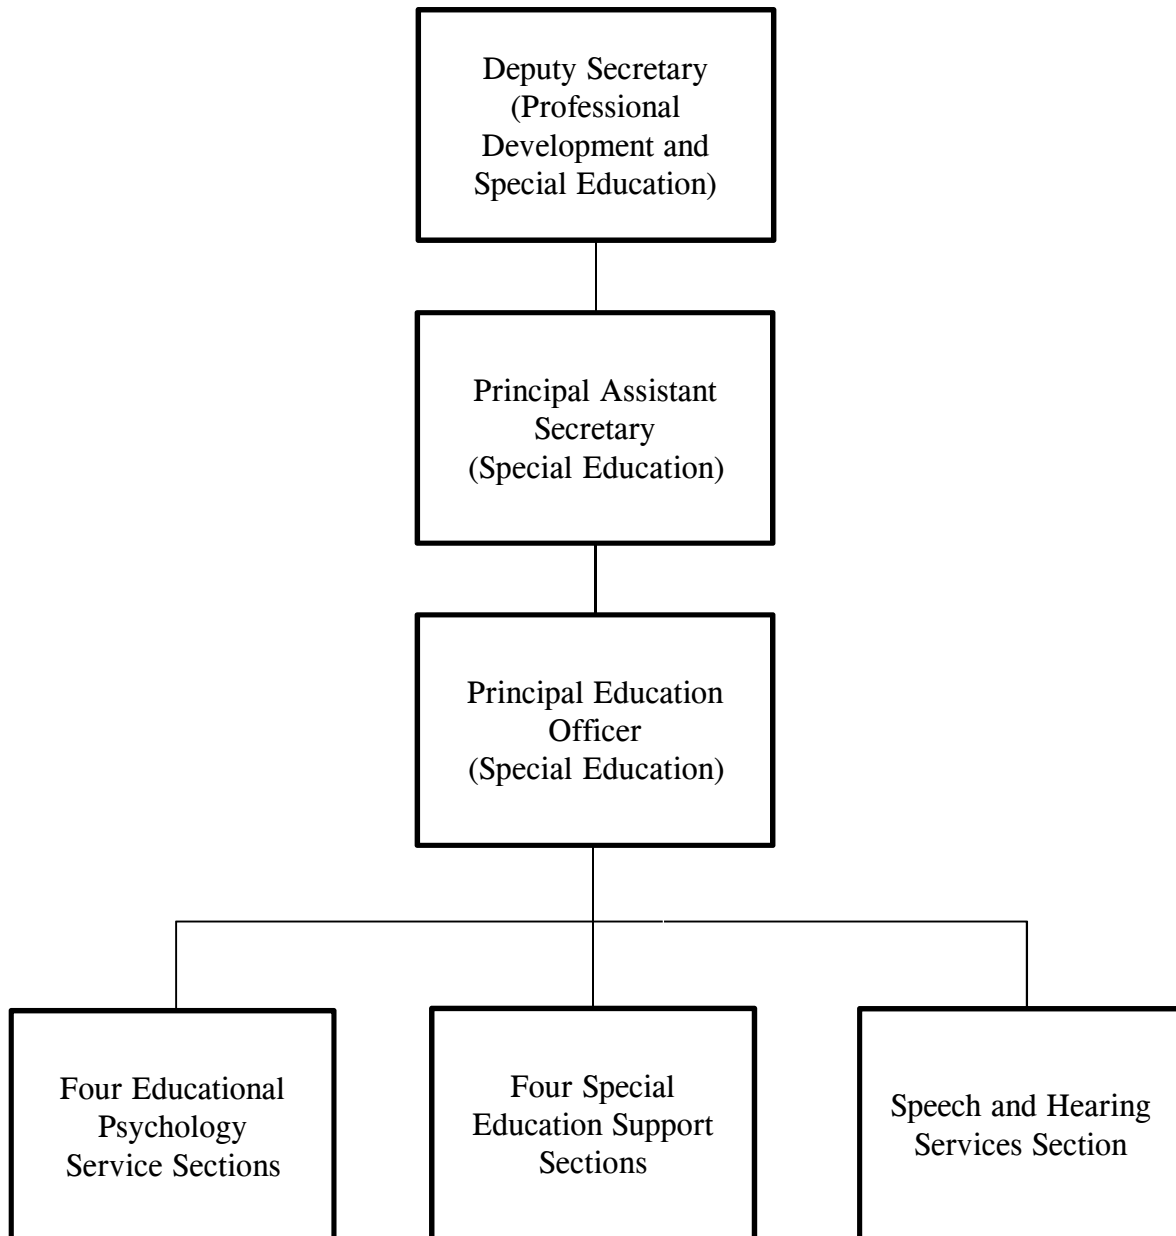 Deputy Secretary
(Professional
Development and
Special Education)
Principal Assistant
Secretary
(Special Education)
Principal Education
Officer
(Special Education)
Four Educational
Psychology
Service Sections
Four Special
Education Support
Sections
Speech and Hearing
Services Section